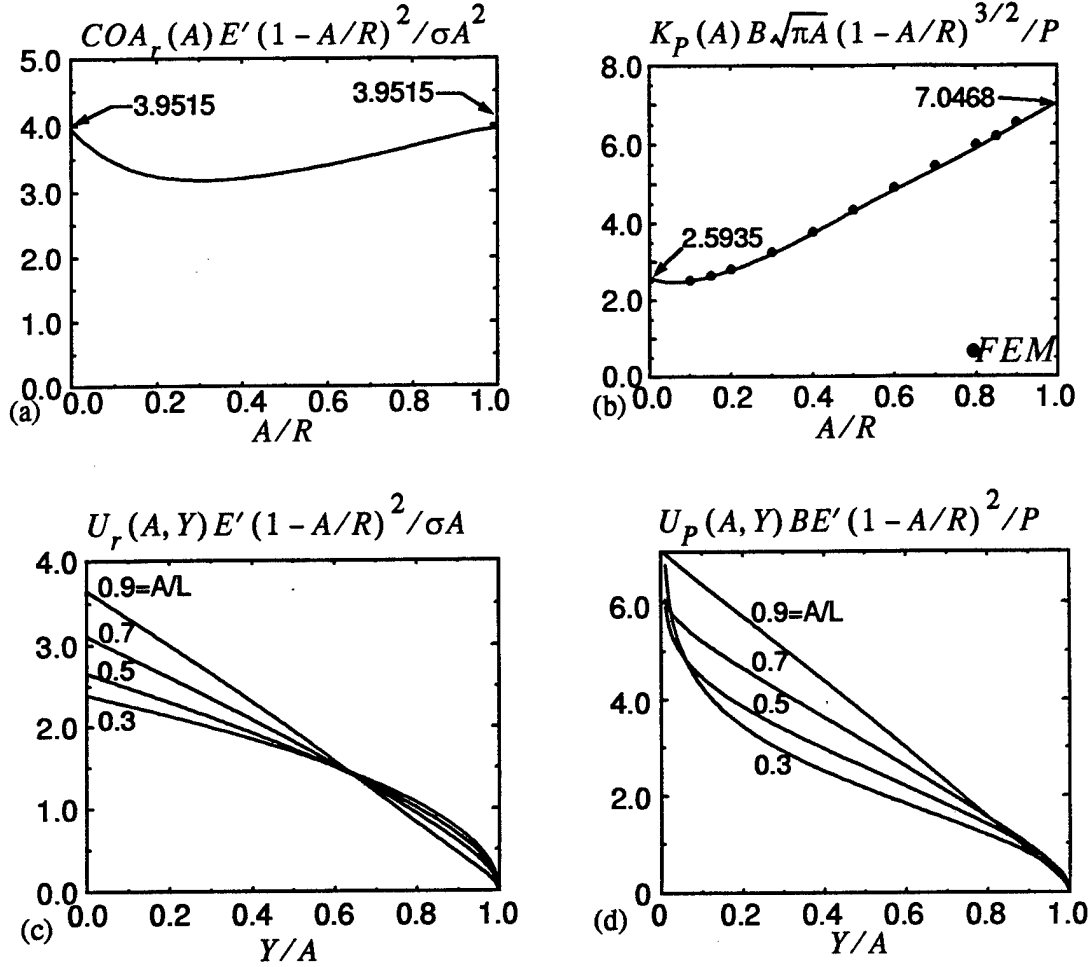 COA_r(A)E′(1-A/R)^2/σA^2
5.0
4.0
3.0
2.0
1.0
0.0
3.9515
3.9515
0.0 0.2 0.4 0.6 0.8 1.0
A/R
(a)
K_P(A)B√πA(1-A/R)^3/2/P
8.0
6.0
4.0
2.0
0.0
7.0468
2.5935
FEM
0.0 0.2 0.4 0.6 0.8 1.0
A/R
(b)
U_r(A,Y)E′(1-A/R)^2/σA
4.0
3.0
2.0
1.0
0.0
0.9=A/L
0.7
0.5
0.3
0.0 0.2 0.4 0.6 0.8 1.0
Y/A
(c)
U_P(A,Y)BE′(1-A/R)^2/P
6.0
4.0
2.0
0
0.9=A/L
0.7
0.5
0.3
0.0 0.2 0.4 0.6 0.8 1.0
Y/A
(d)